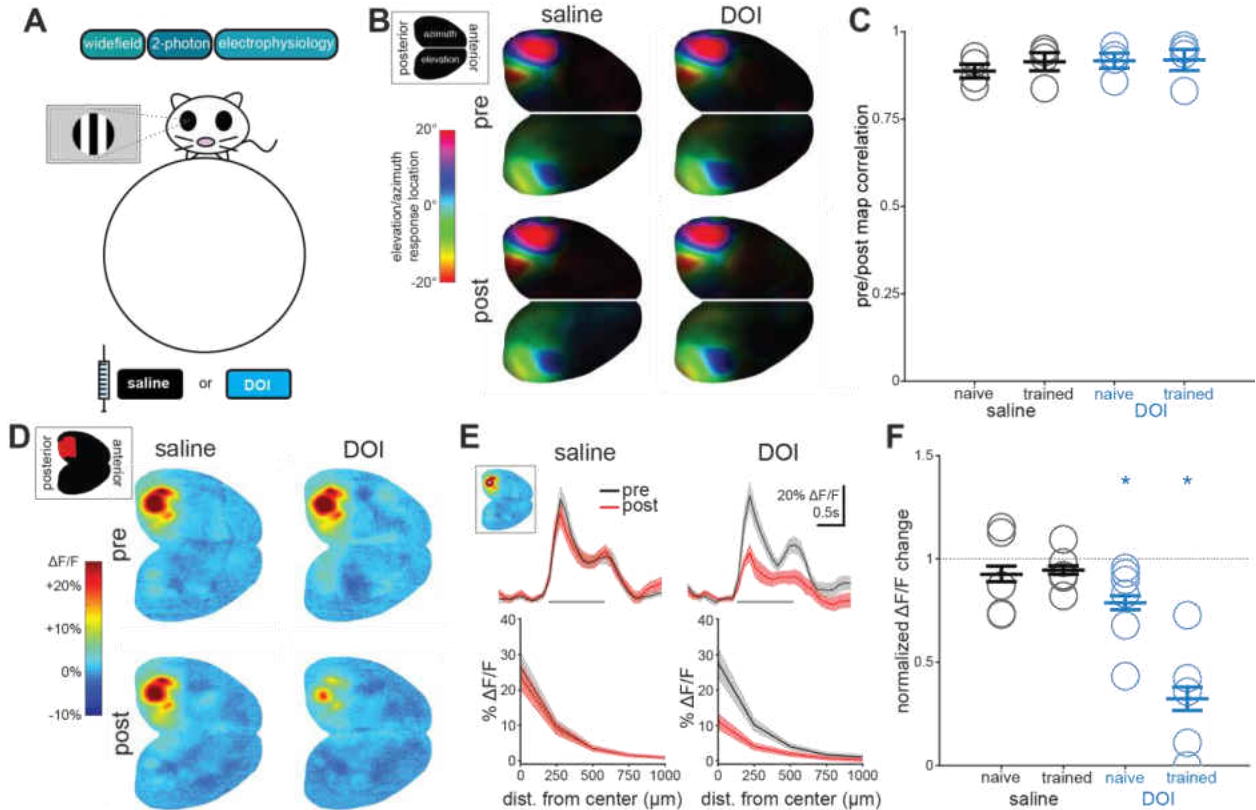 A
widefield 2-photon electrophysiology
saline or DOI
B
saline DOI
posterior
azimuth
elevation
anterior
pre
post
20°
0°
-20°
elevation/azimuth
response location
C
pre/post map correlation
1
0.75
0.5
0.25
0
naive trained naive trained
saline DOI
D
saline DOI
posterior
anterior
pre
post
ΔF/F
+20%
+10%
0%
-10%
E
saline DOI
pre
post
20% ΔF/F
0.5s
% ΔF/F
40
30
20
10
0
0 250 500 750 1000
dist. from center (µm)
% ΔF/F
40
30
20
10
0
0 250 500 750 1000
dist. from center (µm)
F
normalized ΔF/F change
1.5
1
0.5
0
* *
naive trained naive trained
saline DOI